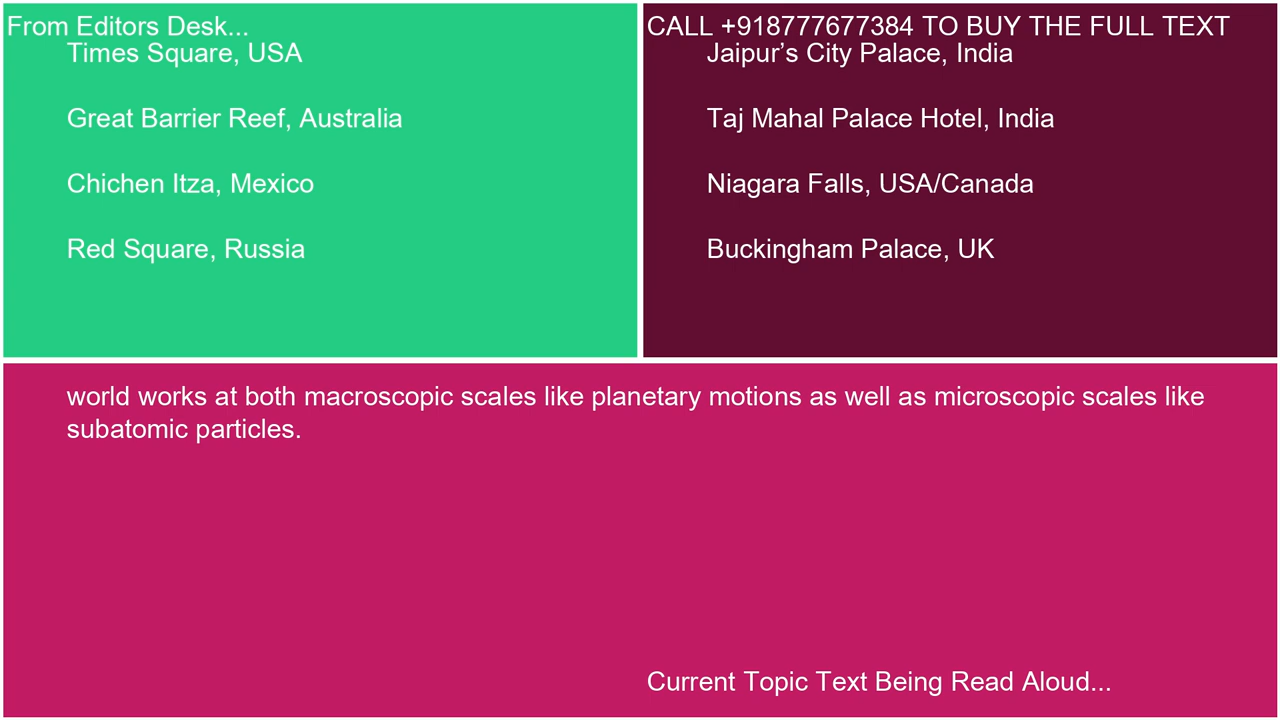 From Editors Desk...
Times Square, USA
Great Barrier Reef, Australia
Chichen Itza, Mexico
Red Square, Russia
CALL +918777677384 TO BUY THE FULL TEXT
Jaipur’s City Palace, India
Taj Mahal Palace Hotel, India
Niagara Falls, USA/Canada
Buckingham Palace, UK
world works at both macroscopic scales like planetary motions as well as microscopic scales like
subatomic particles.
Current Topic Text Being Read Aloud...